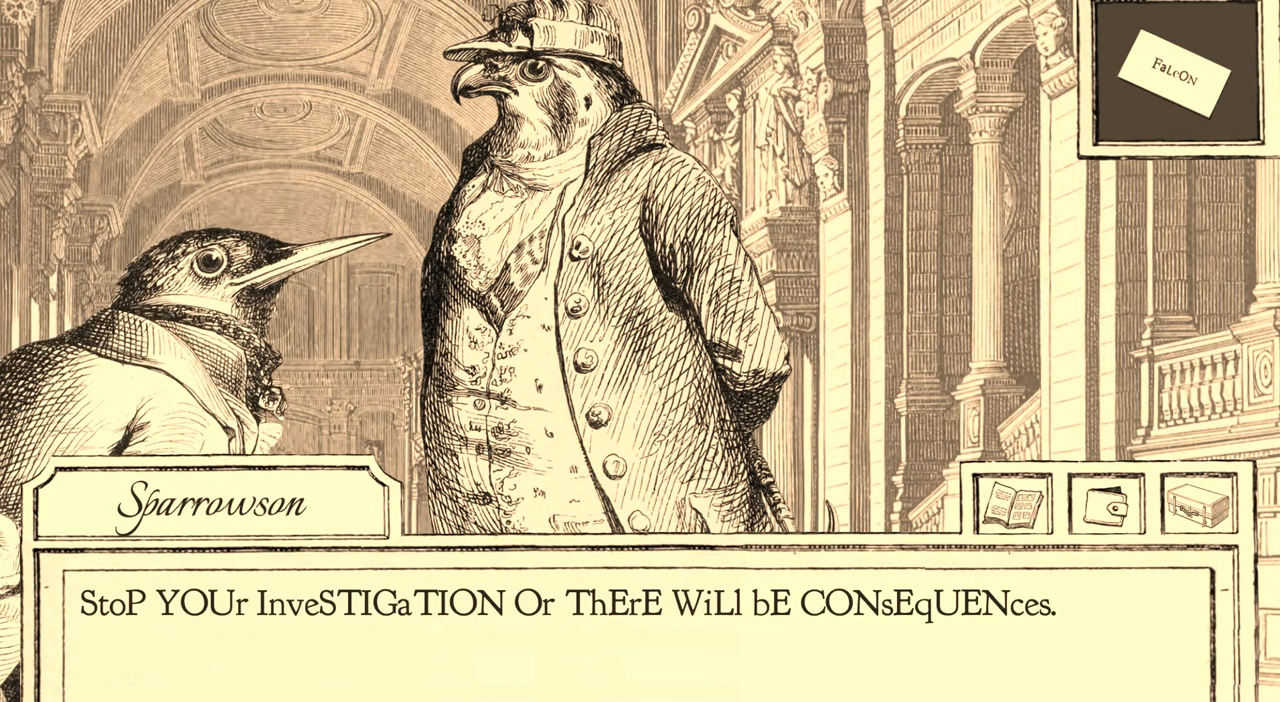 FaLcON
Sparrowson
StoP YOUr InveSTIGaTION Or ThErE WiLl bE CONsEqUENces.